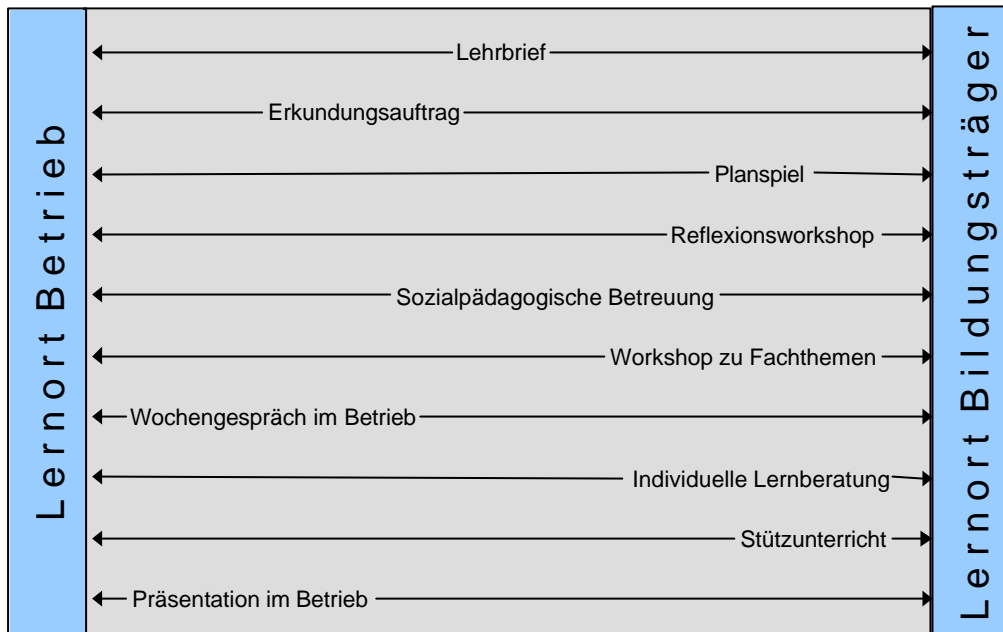 Lernort Betrieb
Lehrbrief
Erkundungsauftrag
Planspiel
Reflexionsworkshop
Sozialpädagogische Betreuung
Workshop zu Fachthemen
Wochengespräch im Betrieb
Individuelle Lernberatung
Stützunterricht
Präsentation im Betrieb
Lernort Bildungsträger